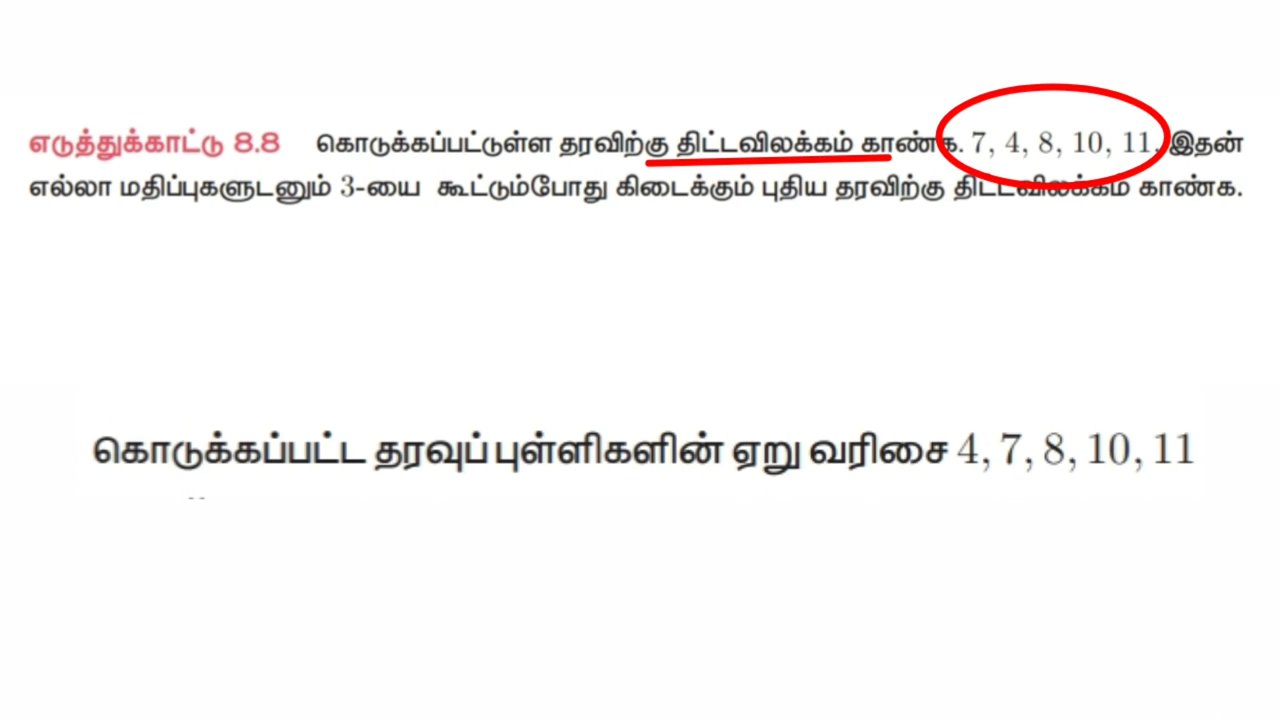 எடுத்துக்காட்டு 8.8 கொடுக்கப்பட்டுள்ள தரவிற்கு திட்டவிலக்கம் காண்க. 7, 4, 8, 10, 11. இதன்
எல்லா மதிப்புகளுடனும் 3-யை கூட்டும்போது கிடைக்கும் புதிய தரவிற்கு திட்டவிலக்கம் காண்க.
கொடுக்கப்பட்ட தரவுப் புள்ளிகளின் ஏறு வரிசை 4, 7, 8, 10, 11